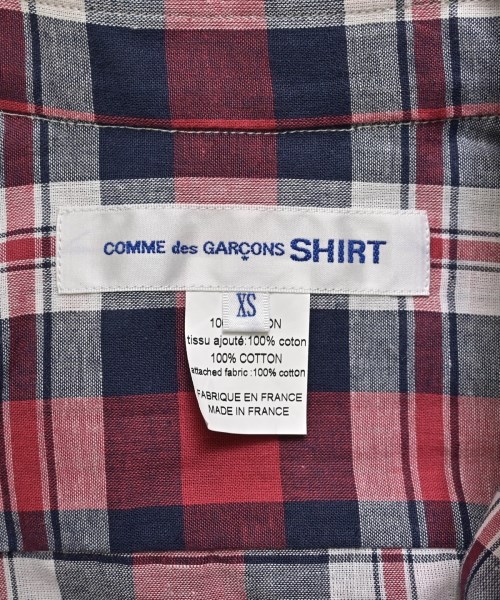 COMME des GARÇONS SHIRT
XS
tissu ajouté:100% coton
100% COTTON
attached fabric :100% cotton
FABRIQUE EN FRANCE
MADE IN FRANCE